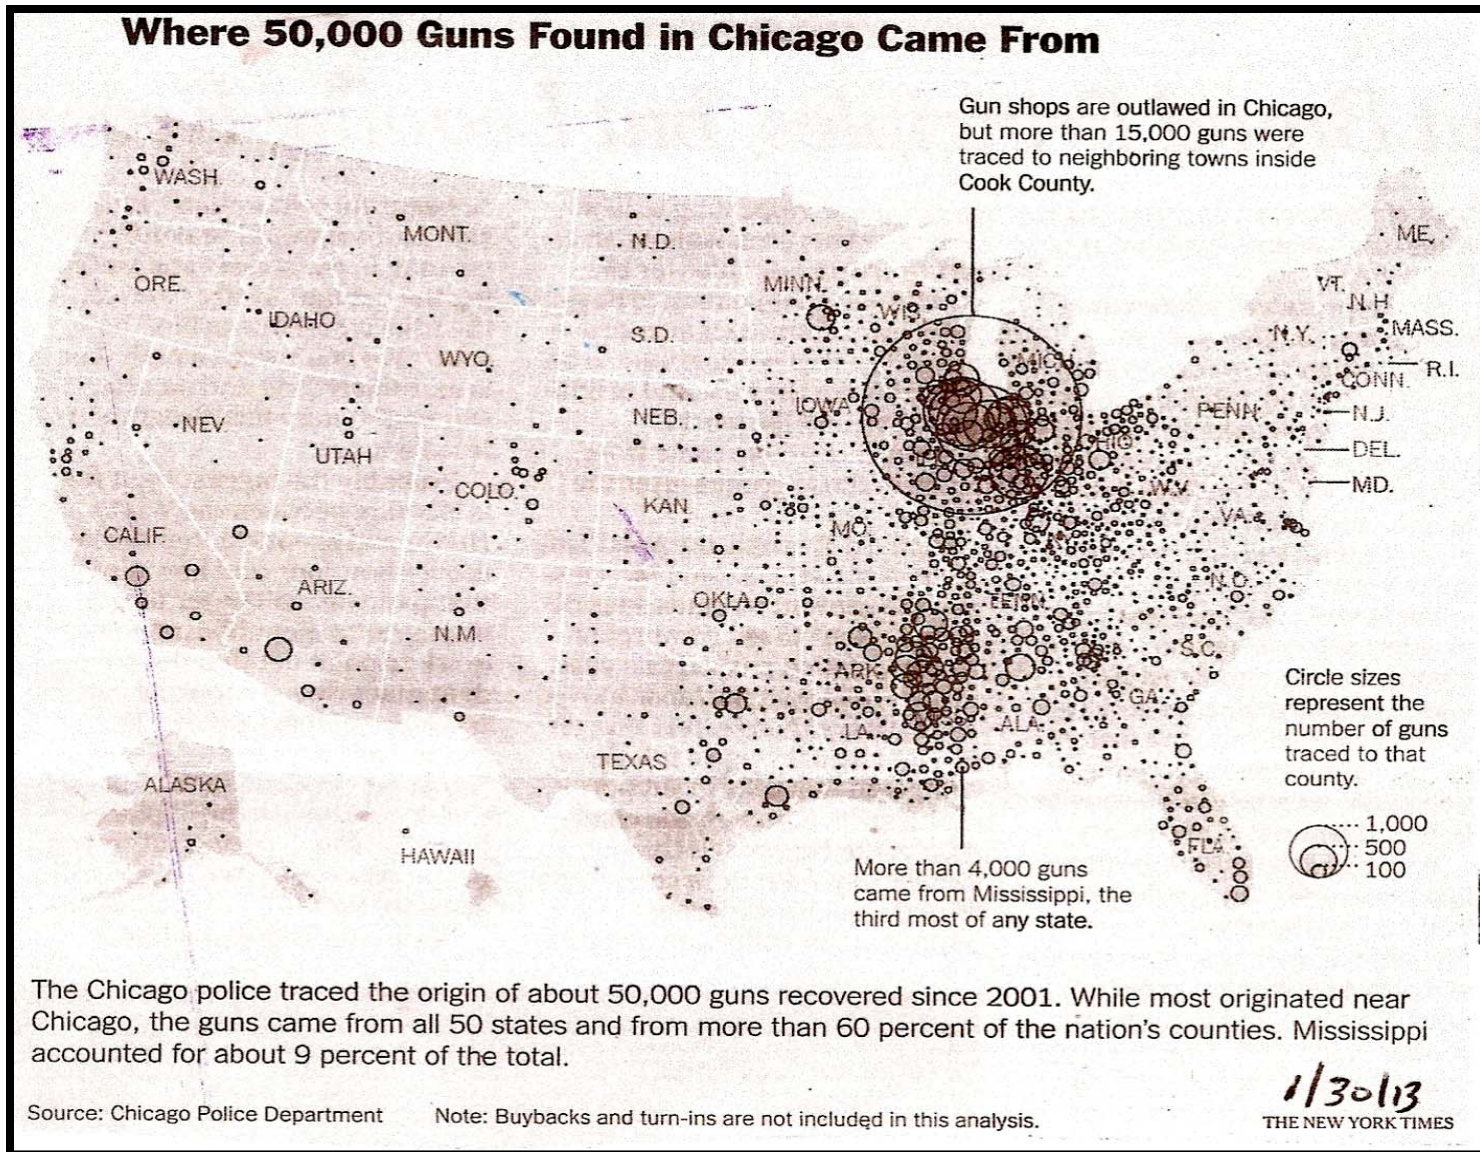 Where 50,000 Guns Found in Chicago Came From
Gun shops are outlawed in Chicago,
but more than 15,000 guns were
traced to neighboring towns inside
Cook County.
WASH.
MONT.
N.D.
MINN.
ME.
VT.
N.H
ORE.
IDAHO
S.D.
WIS.
MICH.
N.Y.
MASS.
WYO.
R.I.
CONN.
NEV.
NEB.
IOWA
OHIO
PENN.
N.J.
UTAH
DEL.
COLO.
W.V.
MD.
KAN.
MO.
VA.
CALIF.
ARIZ.
OKLA.
TENN.
N.C.
N.M.
ARK.
S.C.
GA.
LA.
ALA.
TEXAS
ALASKA
HAWAII
FLA.
Circle sizes
represent the
number of guns
traced to that
county.
1,000
500
100
More than 4,000 guns
came from Mississippi, the
third most of any state.
The Chicago police traced the origin of about 50,000 guns recovered since 2001. While most originated near
Chicago, the guns came from all 50 states and from more than 60 percent of the nation's counties. Mississippi
accounted for about 9 percent of the total.
1/30/13
Source: Chicago Police Department Note: Buybacks and turn-ins are not included in this analysis.
THE NEW YORK TIMES